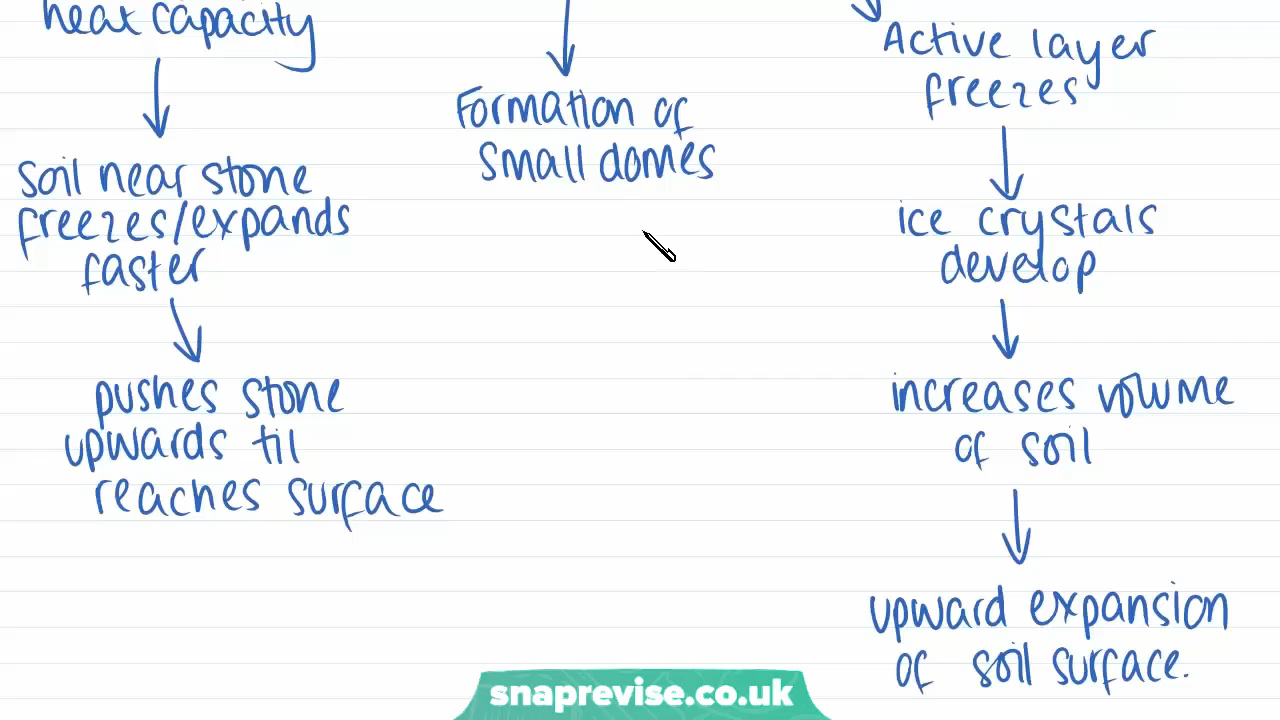 heat capacity
soil near stone
freezes/expands
faster
pushes stone
upwards til
reaches surface
Formation of
small domes
Active layer
freezes
ice crystals
develop
increases volume
of soil
upward expansion
of soil surface.
snaprevise.co.uk